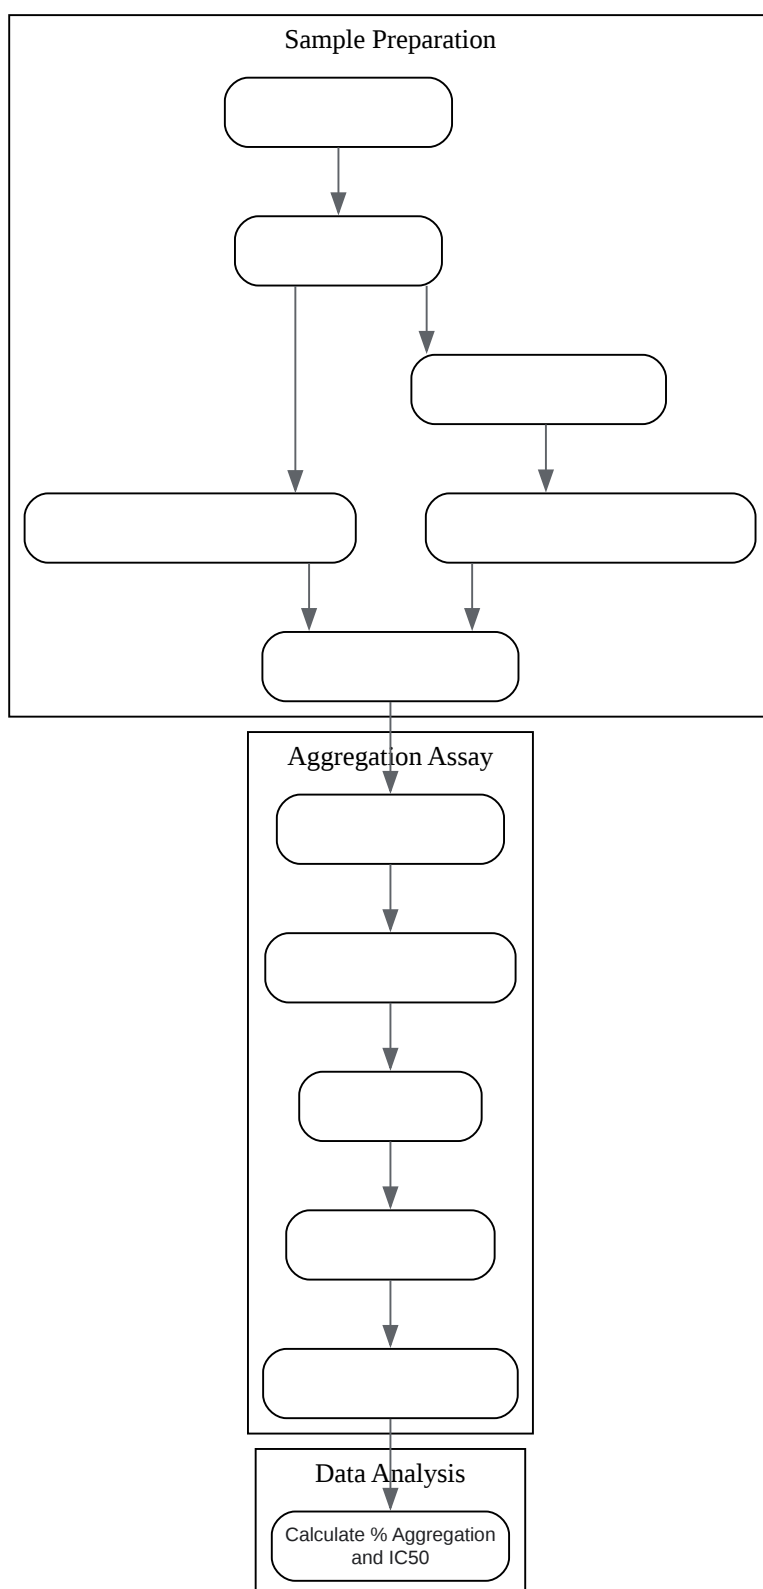 Sample Preparation
Aggregation Assay
Data Analysis
Calculate % Aggregation
and IC50